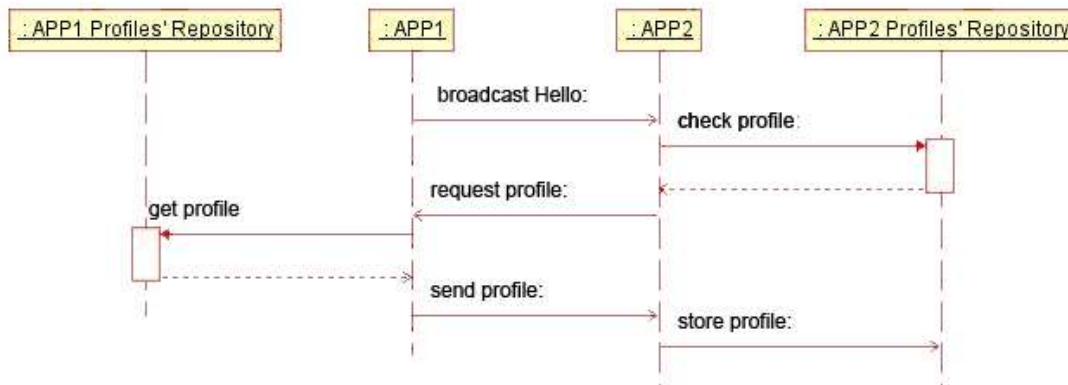 : APP1 Profiles' Repository
: APP1
: APP2
: APP2 Profiles' Repository
broadcast Hello:
check profile:
request profile:
get profile
send profile:
store profile: